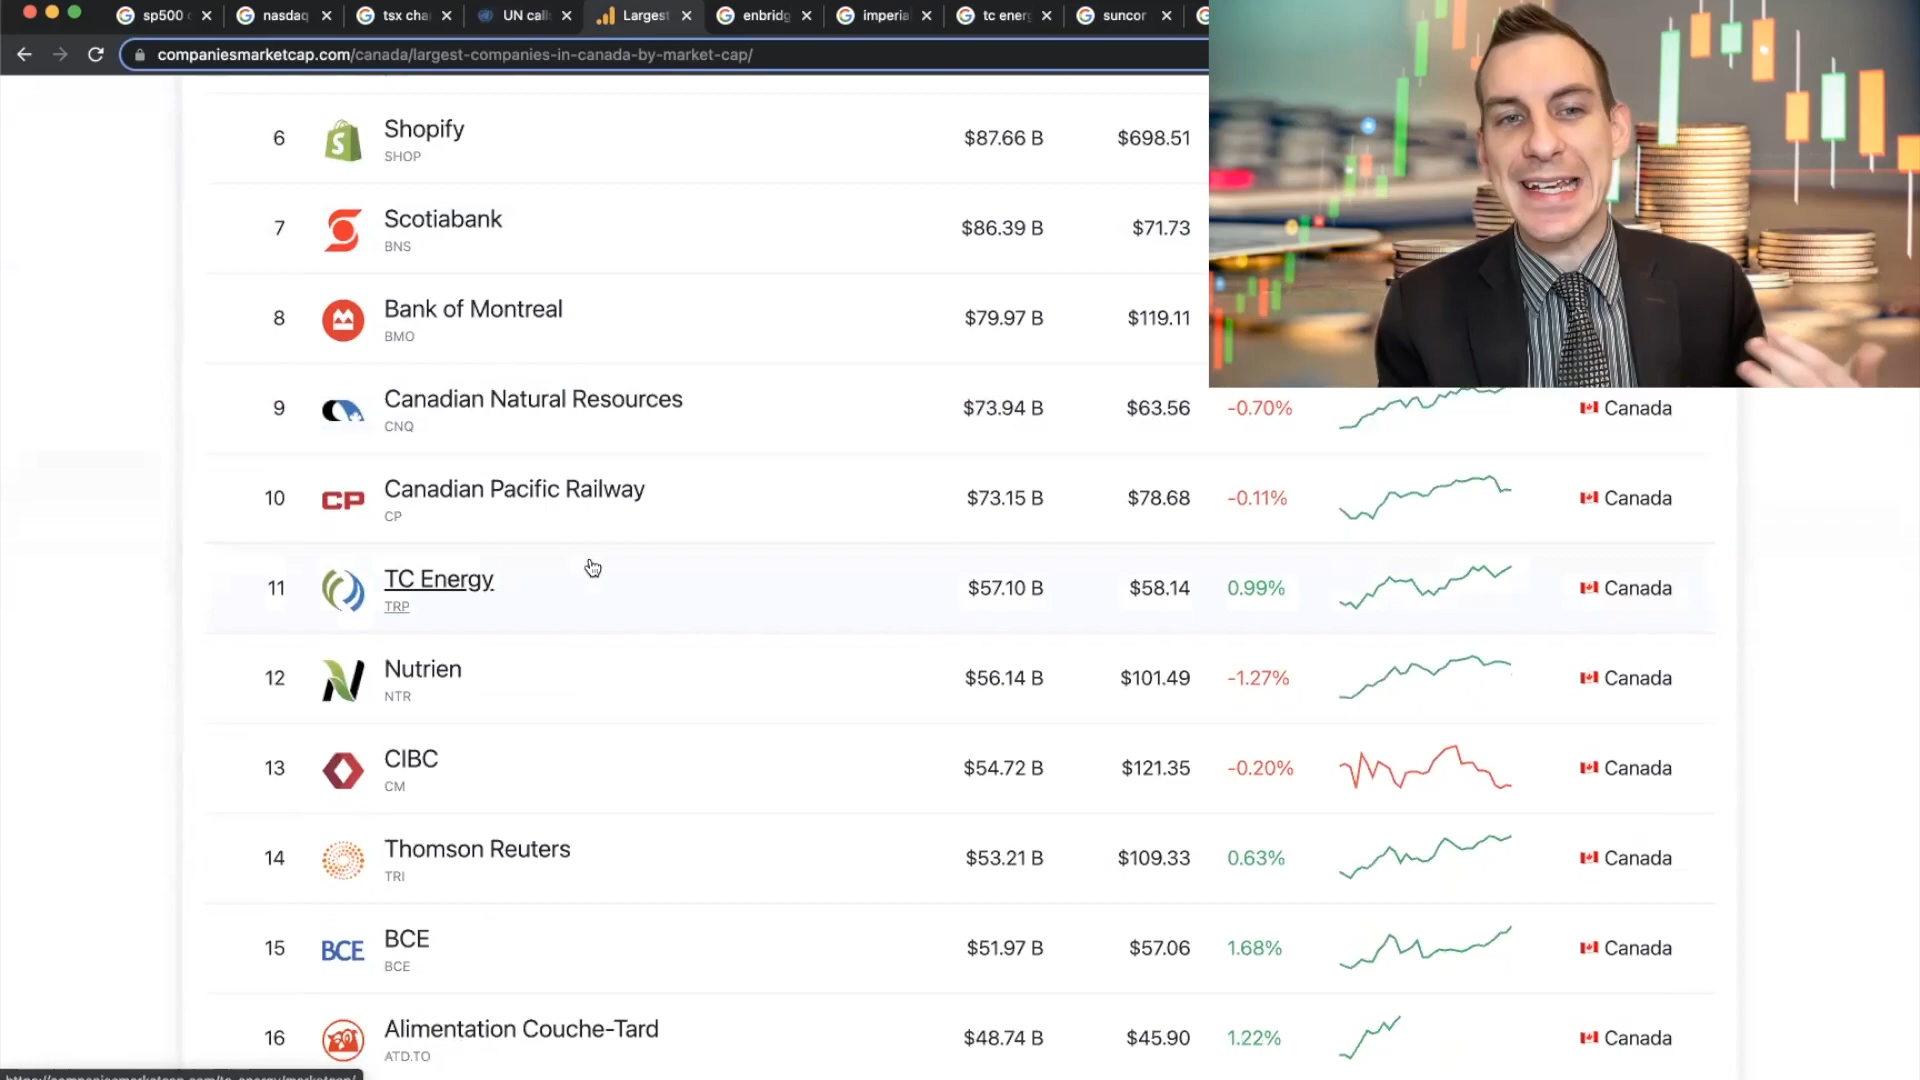 sp500 c
nasdaq
tsx cha
UN call
Largest
enbridg
imperia
tc ener
suncor
companiesmarketcap.com/canada/largest-companies-in-canada-by-market-cap/
6 Shopify $87.66 B $698.51
SHOP
7 Scotiabank $86.39 B $71.73
BNS
8 Bank of Montreal $79.97 B $119.11
BMO
9 Canadian Natural Resources $73.94 B $63.56 -0.70% Canada
CNQ
10 CP Canadian Pacific Railway $73.15 B $78.68 -0.11% Canada
CP
11 TC Energy $57.10 B $58.14 0.99% Canada
TRP
12 Nutrien $56.14 B $101.49 -1.27% Canada
NTR
13 CIBC $54.72 B $121.35 -0.20% Canada
CM
14 Thomson Reuters $53.21 B $109.33 0.63% Canada
TRI
15 BCE BCE $51.97 B $57.06 1.68% Canada
BCE
16 Alimentation Couche-Tard $48.74 B $45.90 1.22% Canada
ATD.TO